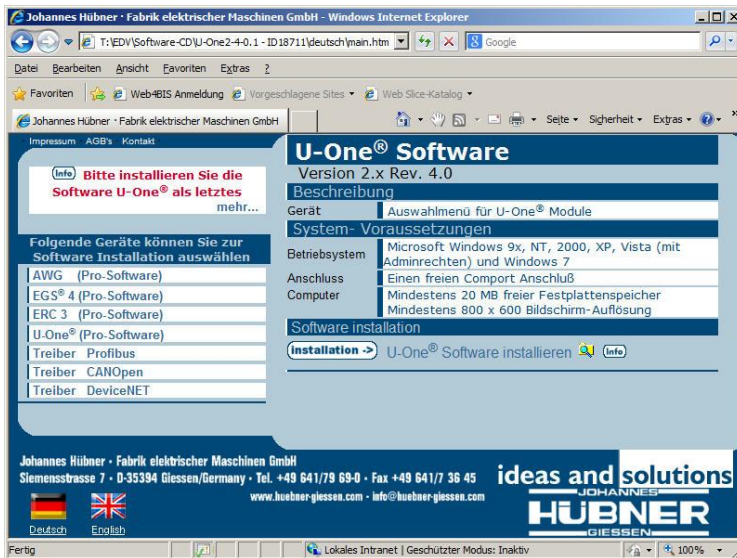 Johannes Hübner · Fabrik elektrischer Maschinen GmbH - Windows Internet Explorer
T:\EDV\Software-CD\U-One2-4-0.1 - ID18711\deutsch\main.htm
Google
Datei Bearbeiten Ansicht Favoriten Extras ?
Favoriten Web4BIS Anmeldung Vorgeschlagene Sites Web Slice-Katalog
Johannes Hübner · Fabrik elektrischer Maschinen GmbH
Seite Sicherheit Extras
Impressum AGB's Kontakt
(Info) Bitte installieren Sie die
Software U-One® als letztes
mehr...
Folgende Geräte können Sie zur
Software Installation auswählen
AWG (Pro-Software)
EGS® 4 (Pro-Software)
ERC 3 (Pro-Software)
U-One® (Pro-Software)
Treiber Profibus
Treiber CANOpen
Treiber DeviceNET
U-One® Software
Version 2.x Rev. 4.0
Beschreibung
Gerät Auswahlmenü für U-One® Module
System- Voraussetzungen
Betriebsystem Microsoft Windows 9x, NT, 2000, XP, Vista (mit
Adminrechten) und Windows 7
Anschluss Einen freien Comport Anschluß
Computer Mindestens 20 MB freier Festplattenspeicher
Mindestens 800 x 600 Bildschirm-Auflösung
Software installation
(installation ->) U-One® Software installieren (Info)
Johannes Hübner · Fabrik elektrischer Maschinen GmbH
Siemensstrasse 7 · D-35394 Giessen/Germany · Tel. +49 641/79 69-0 · Fax +49 641/7 36 45
www.huebner-giessen.com · info@huebner-giessen.com
Deutsch English
ideas and solutions
JOHANNES
HÜBNER
GIESSEN
Fertig
Lokales Intranet | Geschützter Modus: Inaktiv
100%